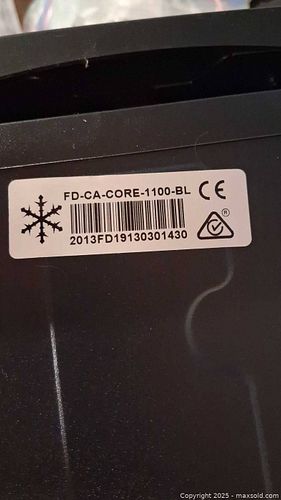 FD-CA-CORE-1100-BL CE
®
2013FD19130301430
Copyright © 2025 - maxsold.com